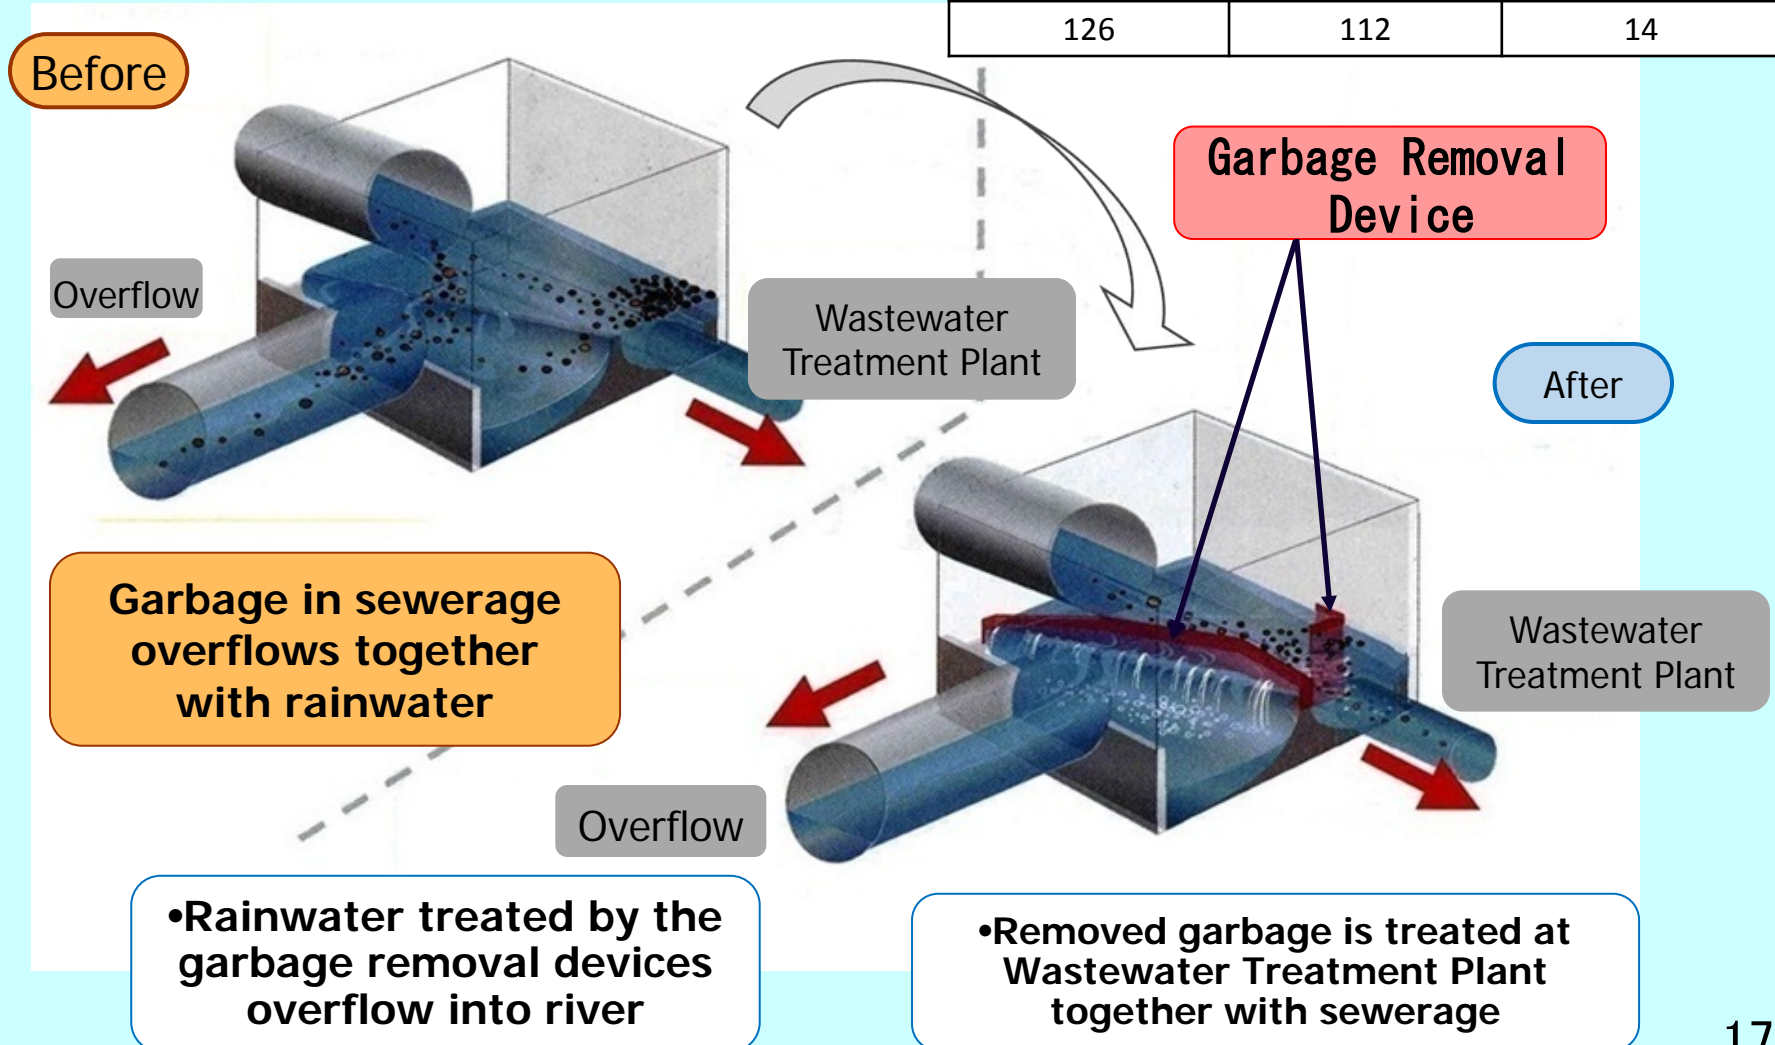 126 112 14
Before
Garbage Removal
Device
Overflow
Wastewater
Treatment Plant
After
Garbage in sewerage
overflows together
with rainwater
Wastewater
Treatment Plant
Overflow
•Rainwater treated by the
garbage removal devices
overflow into river
•Removed garbage is treated at
Wastewater Treatment Plant
together with sewerage
17